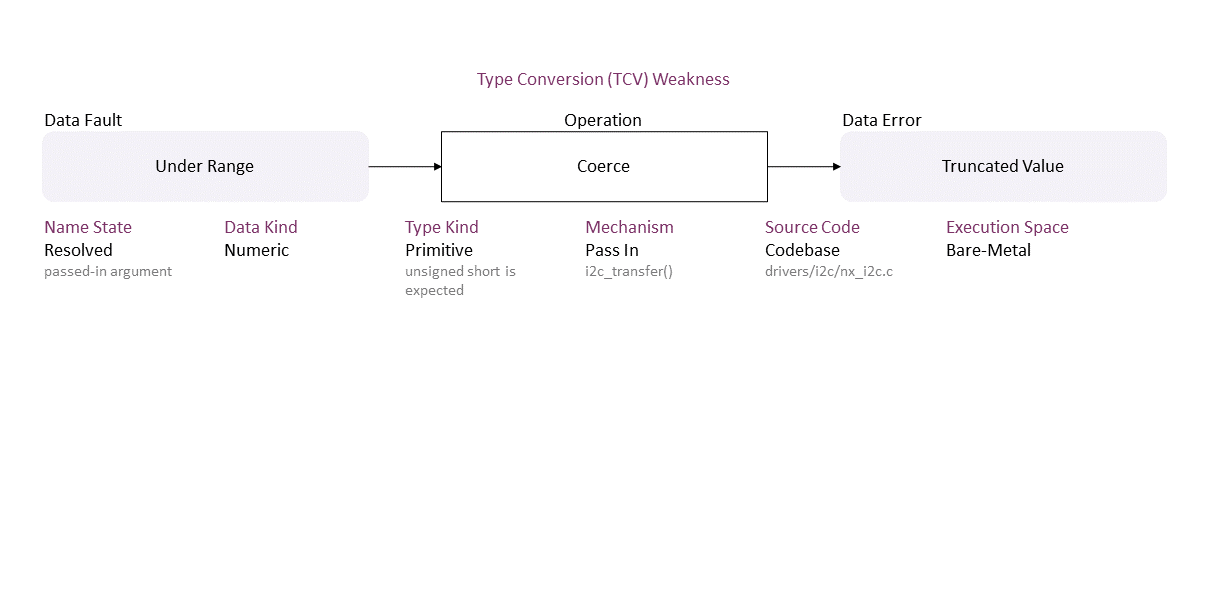 Type Conversion (TCV) Weakness
Data Fault
Operation
Data Error
Under Range
Coerce
Truncated Value
Name State
Data Kind
Type Kind
Mechanism
Source Code
Execution Space
Resolved
Numeric
Primitive
Pass In
Codebase
Bare-Metal
passed-in argument
unsigned short is
expected
i2c_transfer()
drivers/i2c/nx_i2c.c